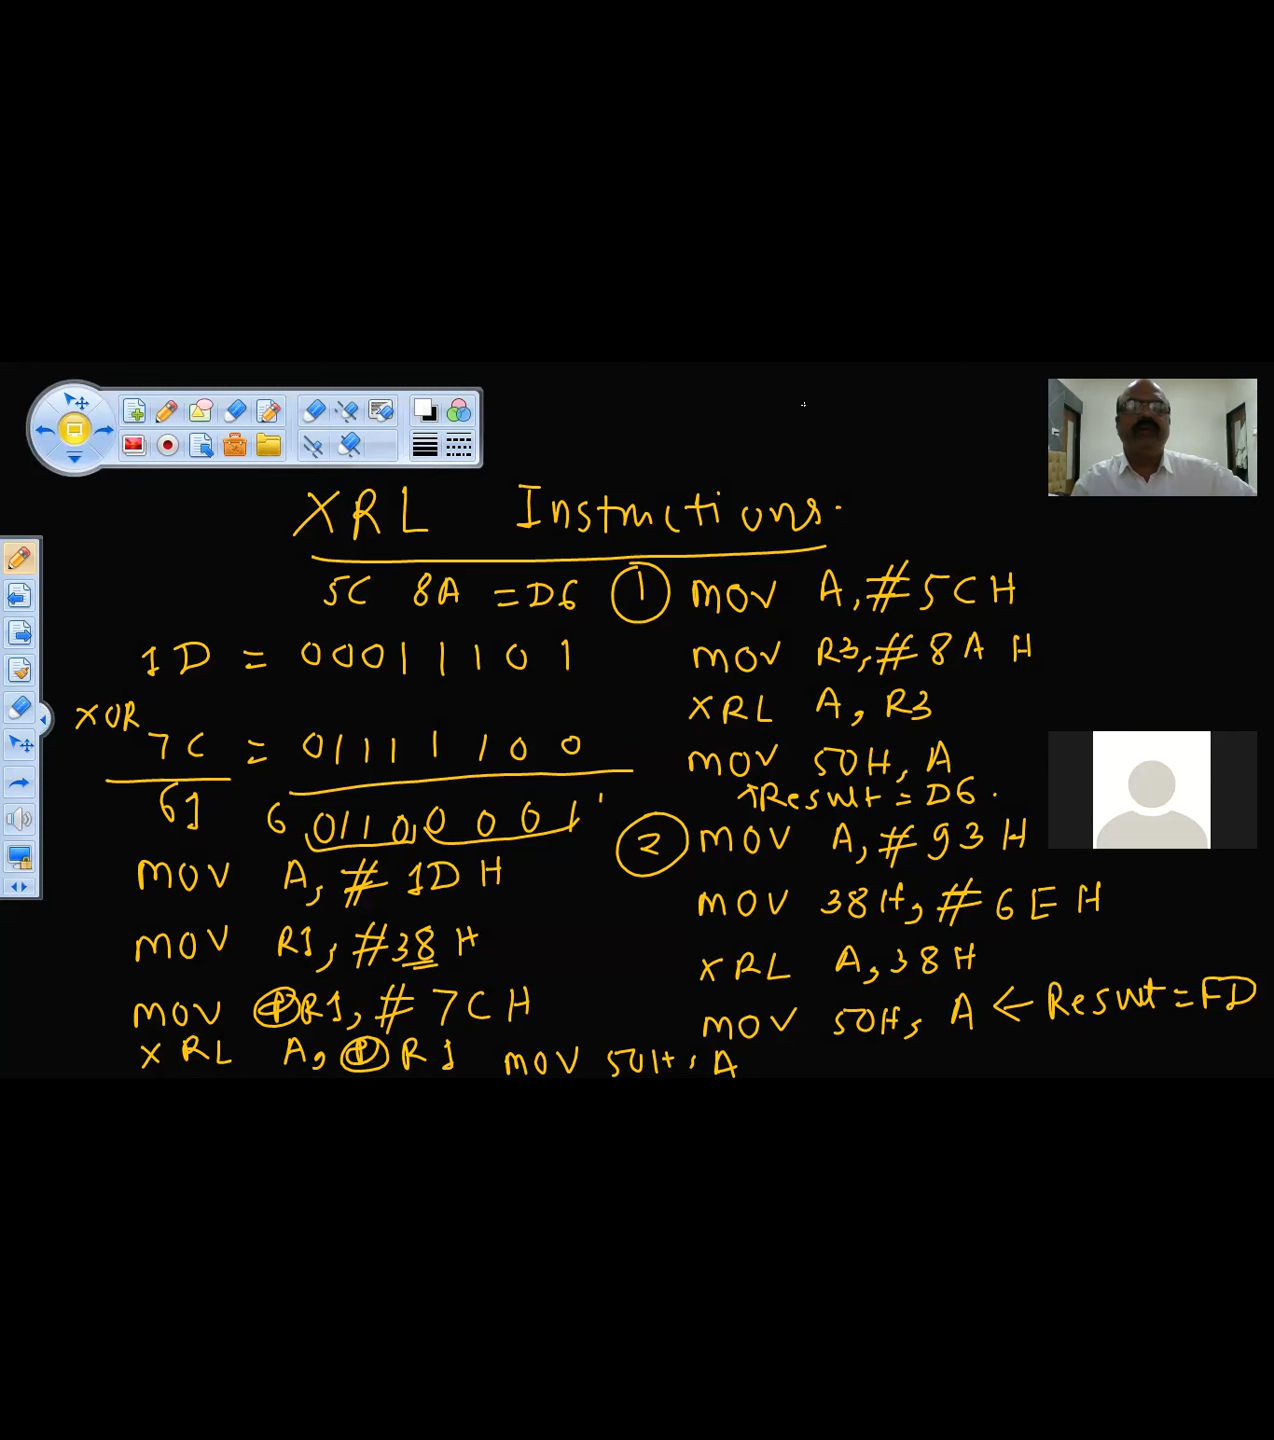 XRL Instructions.
5C 8A = D6
1D = 00011101
XOR
7C = 01111100
61 6 01100001
MOV A, # 1D H
MOV R1, #38 H
MOV @R1, # 7C H
XRL A, @R1 MOV 50H, A
1 MOV A, #5CH
MOV R3, #8A H
XRL A, R3
MOV 50H, A
Result = D6.
2 MOV A, #93H
MOV 38H, #6E H
XRL A, 38H
MOV 50H, A ← Result = FD